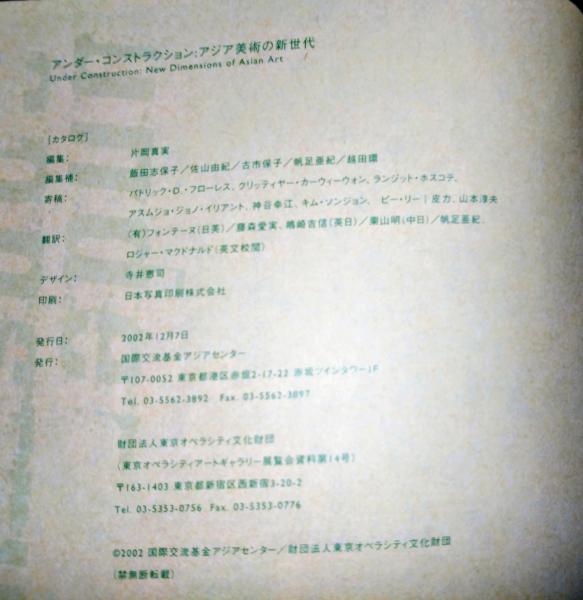 アンダー・コンストラクション:アジア美術の新世代
Under Construction: New Dimensions of Asian Art
[カタログ]
編集: 片岡真実
編集補: 飯田志保子/佐山由紀/古市保子/帆足亜紀/越田環
寄稿: パトリック・D.・フローレス、クリッティヤー・カーウィーウォン、ランジット・ホスコテ、
アスムジョ・ジョノ・イリアント、神谷幸江、キム・ソンジョン、ピー・リー|皮力、山本淳夫
翻訳: (有)フォンテーヌ(日英)/藤森愛実、嶋崎吉信(英日)/栗山明(中日)/帆足亜紀、
ロジャー・マクドナルド(英文校閲)
デザイン: 寺井恵司
印刷: 日本写真印刷株式会社
発行日: 2002年12月7日
発行: 国際交流基金アジアセンター
〒107-0052 東京都港区赤坂2-17-22 赤坂ツインタワー1F
Tel. 03-5562-3892 Fax. 03-5562-3897
財団法人東京オペラシティ文化財団
(東京オペラシティアートギャラリー展覧会資料第14号)
〒163-1403 東京都新宿区西新宿3-20-2
Tel. 03-5353-0756 Fax. 03-5353-0776
©2002 国際交流基金アジアセンター/財団法人東京オペラシティ文化財団
(禁無断転載)